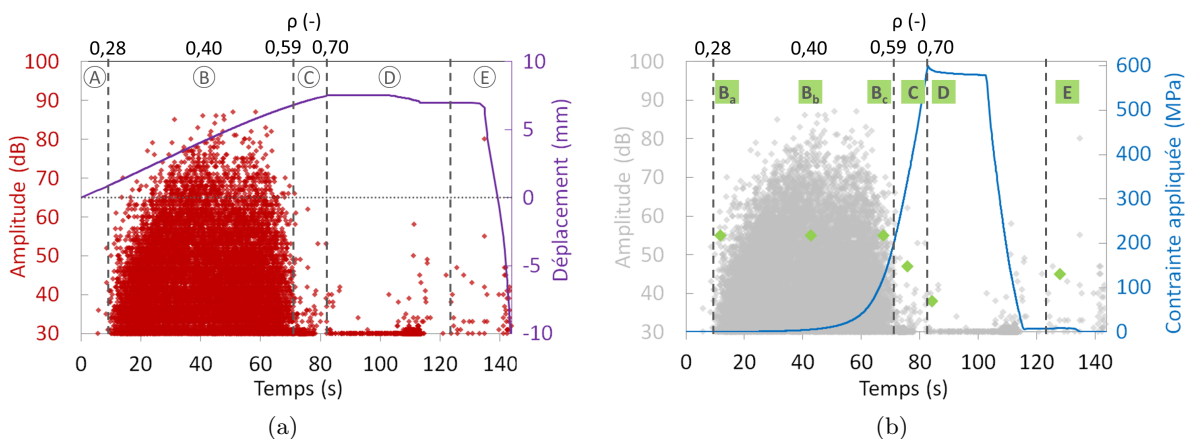 ρ (-)
0,28 0,40 0,59 0,70
A B C D E
100
90
80
70
60
50
40
30
Amplitude (dB)
10
5
0
-5
-10
Déplacement (mm)
0 20 40 60 80 100 120 140
Temps (s)
(a)
ρ (-)
0,28 0,40 0,59 0,70
Ba Bb Bc C D E
100
90
80
70
60
50
40
30
Amplitude (dB)
600
500
400
300
200
100
0
Contrainte appliquée (MPa)
0 20 40 60 80 100 120 140
Temps (s)
(b)